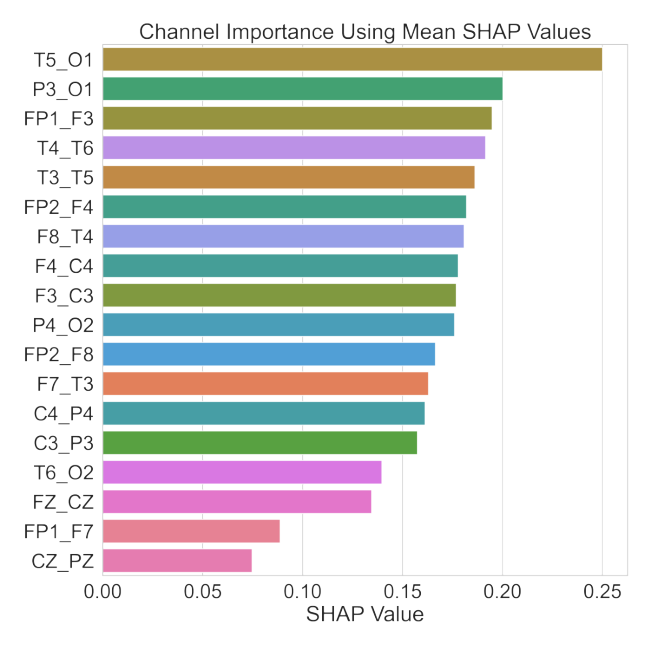 Channel Importance Using Mean SHAP Values
T5_O1
P3_O1
FP1_F3
T4_T6
T3_T5
FP2_F4
F8_T4
F4_C4
F3_C3
P4_O2
FP2_F8
F7_T3
C4_P4
C3_P3
T6_O2
FZ_CZ
FP1_F7
CZ_PZ
0.00 0.05 0.10 0.15 0.20 0.25
SHAP Value